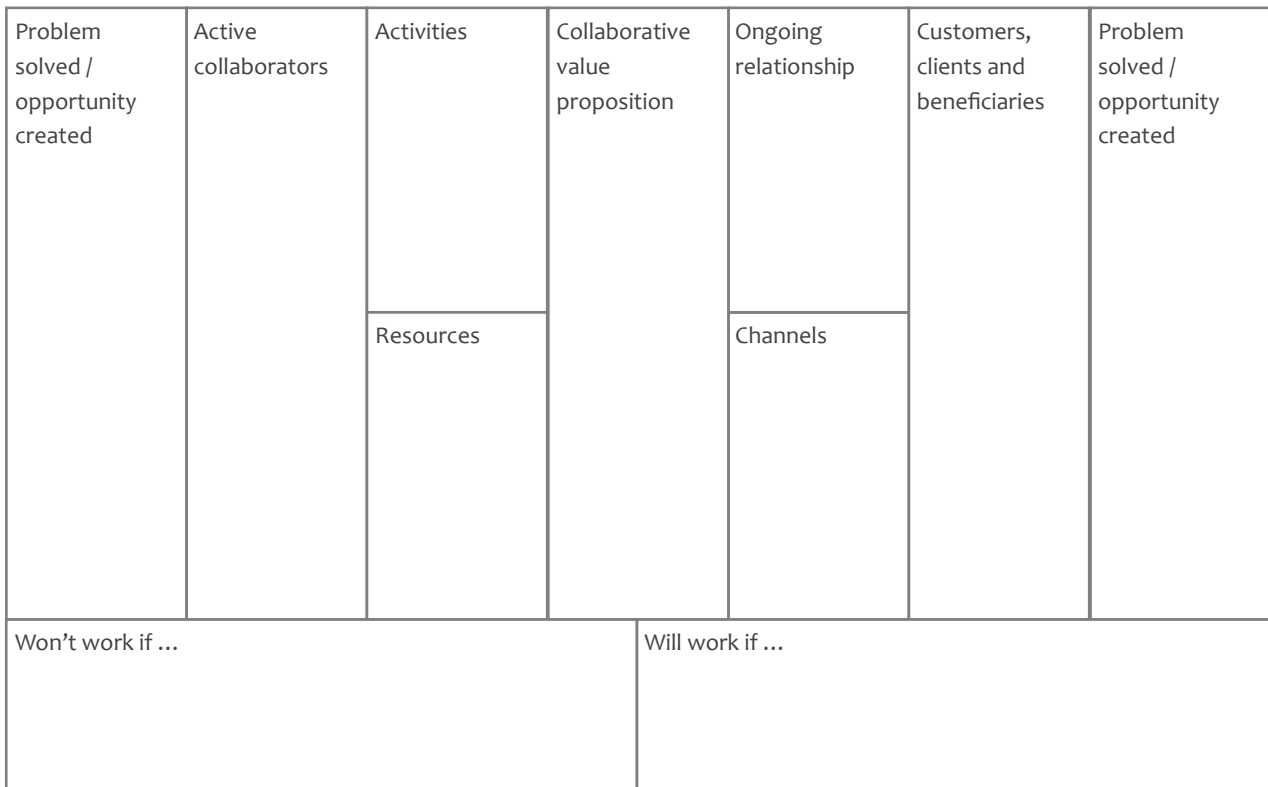 Problem
solved /
opportunity
created
Active
collaborators
Activities
Resources
Collaborative
value
proposition
Ongoing
relationship
Channels
Customers,
clients and
beneficiaries
Problem
solved /
opportunity
created
Won’t work if …
Will work if …